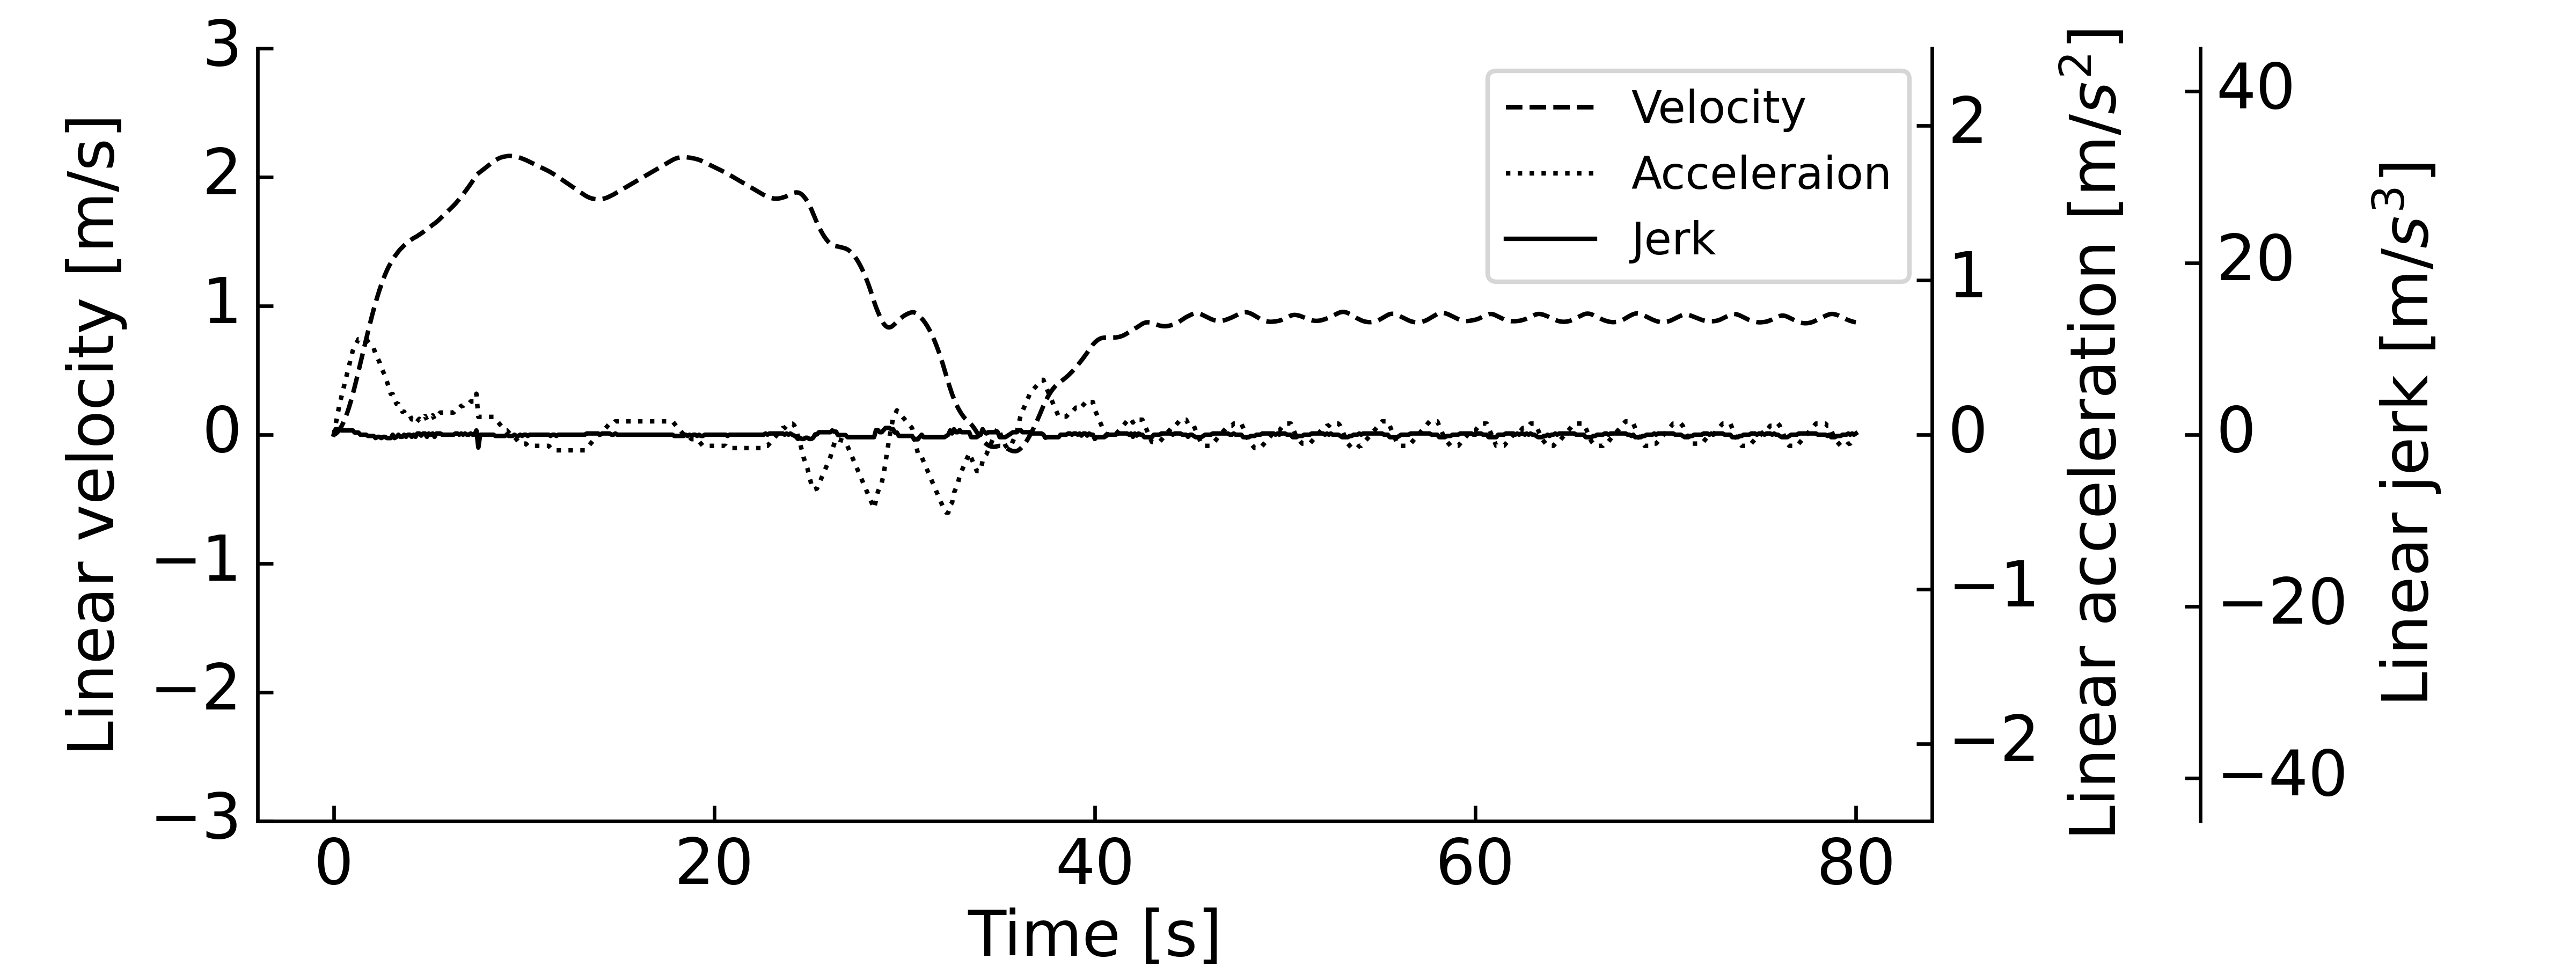 Linear velocity [m/s]
3
2
1
0
−1
−2
−3
0 20 40 60 80
Time [s]
Velocity
Acceleraion
Jerk
2
1
0
−1
−2
Linear acceleration [m/s²]
40
20
0
−20
−40
Linear jerk [m/s³]